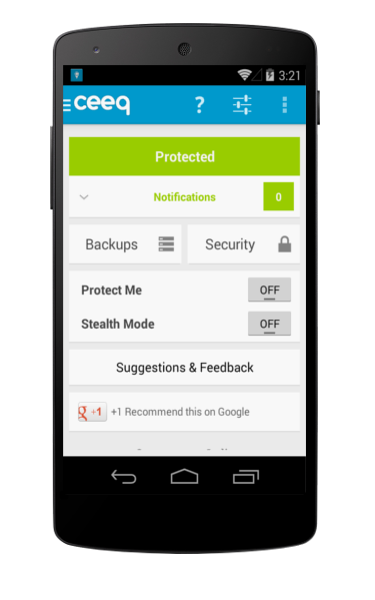 3:21
ceeq
?
Protected
Notifications
0
Backups
Security
Protect Me
OFF
Stealth Mode
OFF
Suggestions & Feedback
g +1 +1 Recommend this on Google